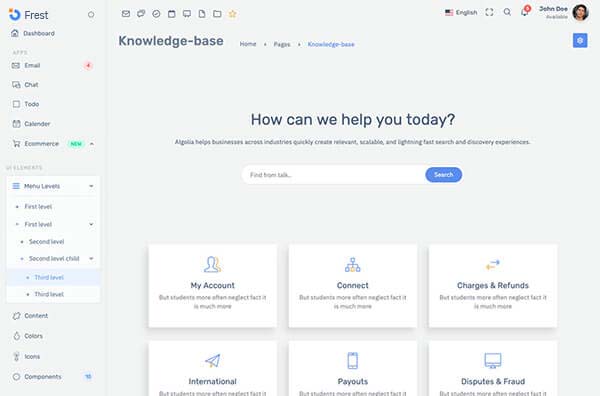 Frest
Dashboard
APPS
Email
4
Chat
Todo
Calender
Ecommerce
NEW
UI ELEMENTS
Menu Levels
First level
First level
Second level
Second level child
Third level
Third level
Content
Colors
Icons
Components
10
English
John Doe
Available
Knowledge-base
Home
Pages
Knowledge-base
How can we help you today?
Algolia helps businesses across industries quickly create relevant, scalable, and lightning fast search and discovery experiences.
Find from talk...
Search
My Account
But students more often neglect fact it
is much more
Connect
But students more often neglect fact it
is much more
Charges & Refunds
But students more often neglect fact it
is much more
International
But students more often neglect fact it
Payouts
But students more often neglect fact it
Disputes & Fraud
But students more often neglect fact it